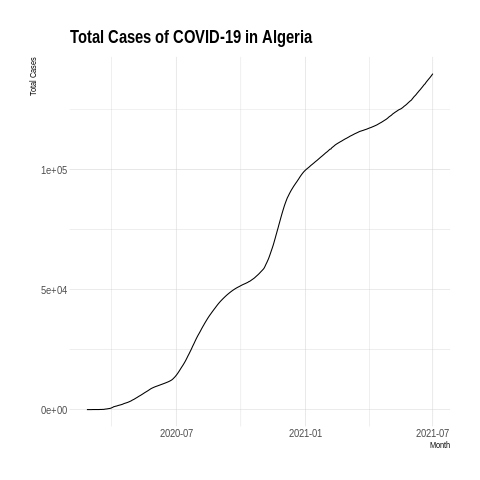 Total Cases of COVID-19 in Algeria
Total Cases
1e+05
5e+04
0e+00
2020-07 2021-01 2021-07
Month